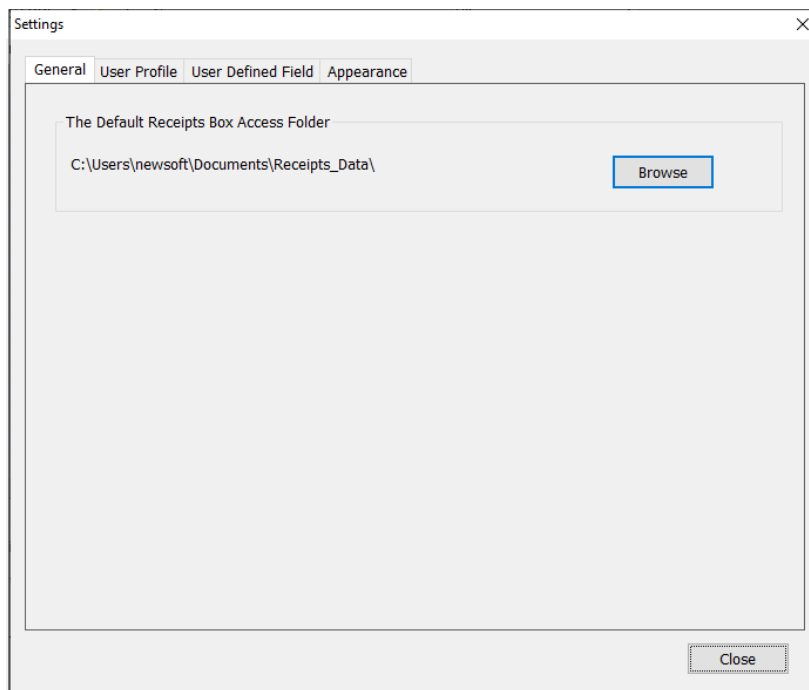 Settings
General User Profile User Defined Field Appearance
The Default Receipts Box Access Folder
C:\Users\newsoft\Documents\Receipts_Data\
Browse
Close